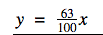 y = 63/100 x